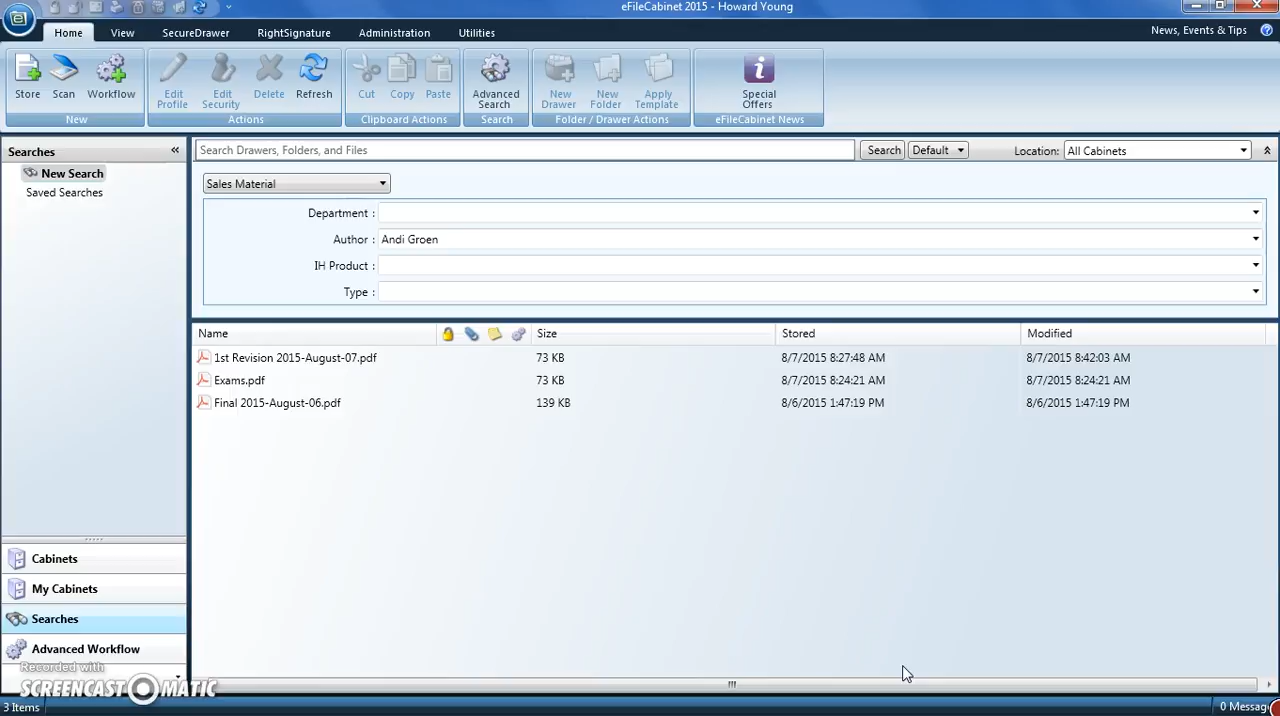 eFileCabinet 2015 - Howard Young
Home View SecureDrawer RightSignature Administration Utilities News, Events & Tips
Store Scan Workflow Edit Profile Edit Security Delete Refresh Cut Copy Paste Advanced Search New Drawer New Folder Apply Template Special Offers
New Actions Clipboard Actions Search Folder / Drawer Actions eFileCabinet News
Searches « Search Drawers, Folders, and Files Search Default Location: All Cabinets
New Search
Saved Searches
Sales Material
Department :
Author : Andi Groen
IH Product :
Type :
Name Size Stored Modified
1st Revision 2015-August-07.pdf 73 KB 8/7/2015 8:27:48 AM 8/7/2015 8:42:03 AM
Exams.pdf 73 KB 8/7/2015 8:24:21 AM 8/7/2015 8:24:21 AM
Final 2015-August-06.pdf 139 KB 8/6/2015 1:47:19 PM 8/6/2015 1:47:19 PM
Cabinets
My Cabinets
Searches
Advanced Workflow
Recorded with
SCREENCAST-O-MATIC
3 Items 0 Messag